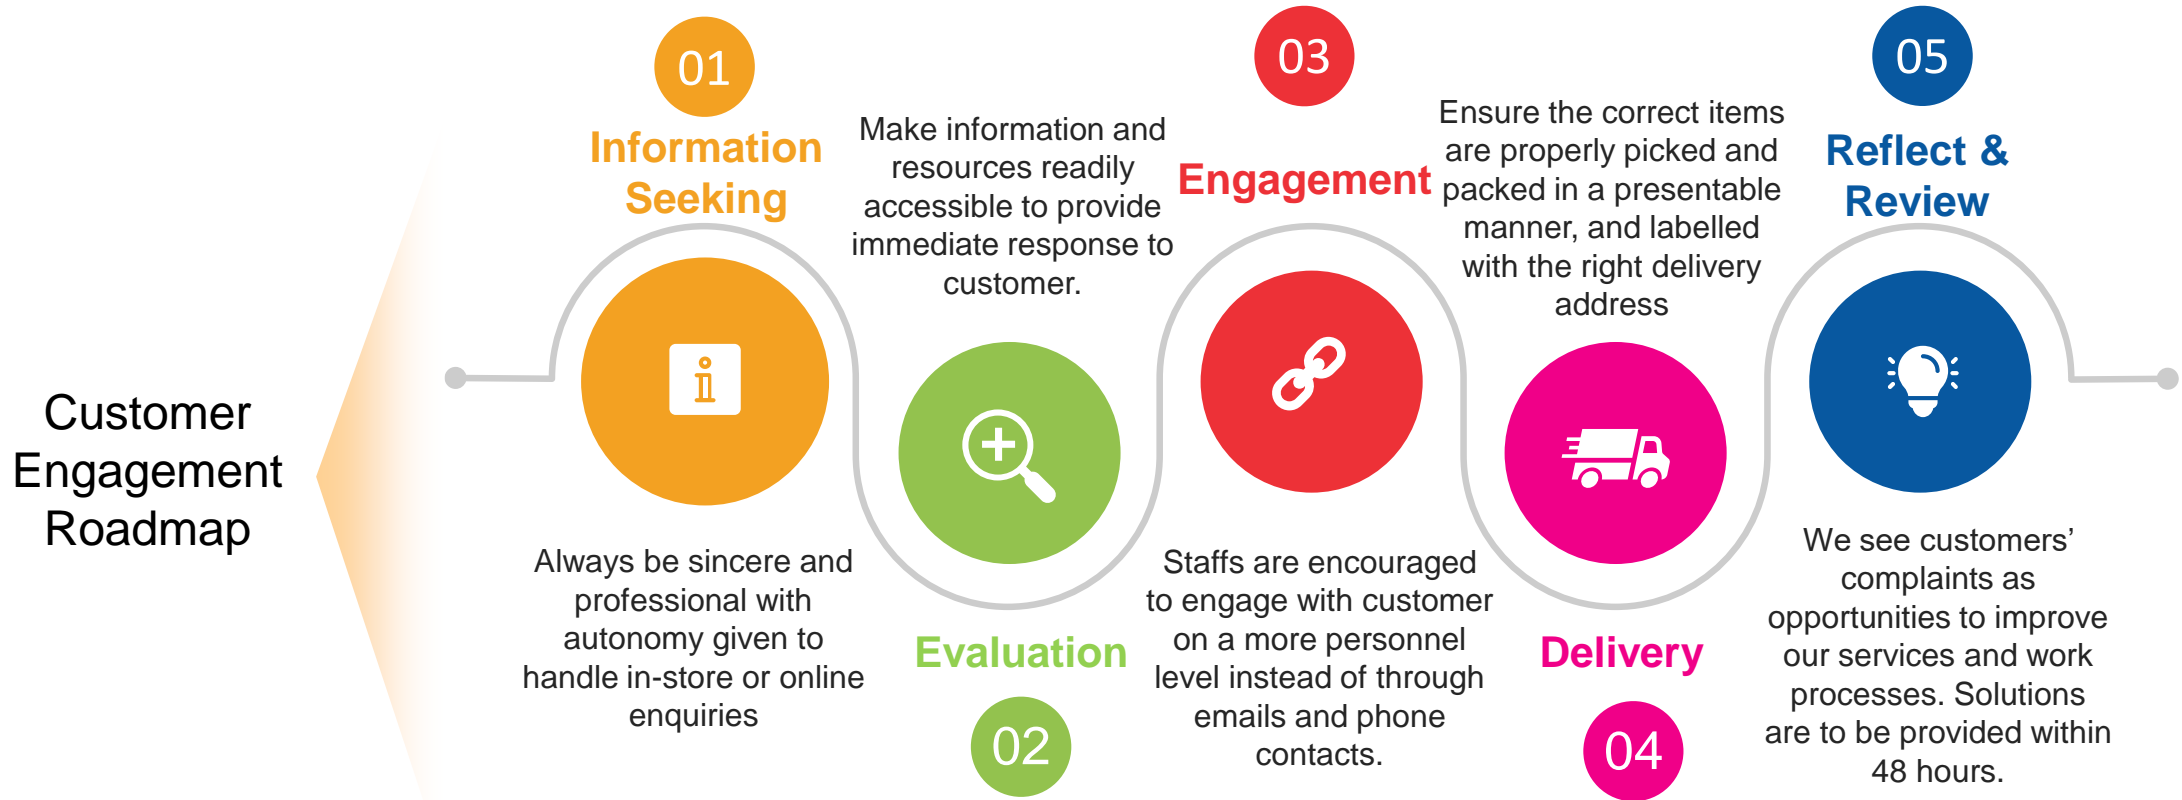 Customer
Engagement
Roadmap
01
Information
Seeking
Always be sincere and
professional with
autonomy given to
handle in-store or online
enquiries
Make information and
resources readily
accessible to provide
immediate response to
customer.
Evaluation
02
03
Engagement
Staffs are encouraged
to engage with customer
on a more personnel
level instead of through
emails and phone
contacts.
Ensure the correct items
are properly picked and
packed in a presentable
manner, and labelled
with the right delivery
address
Delivery
04
05
Reflect &
Review
We see customers’
complaints as
opportunities to improve
our services and work
processes. Solutions
are to be provided within
48 hours.